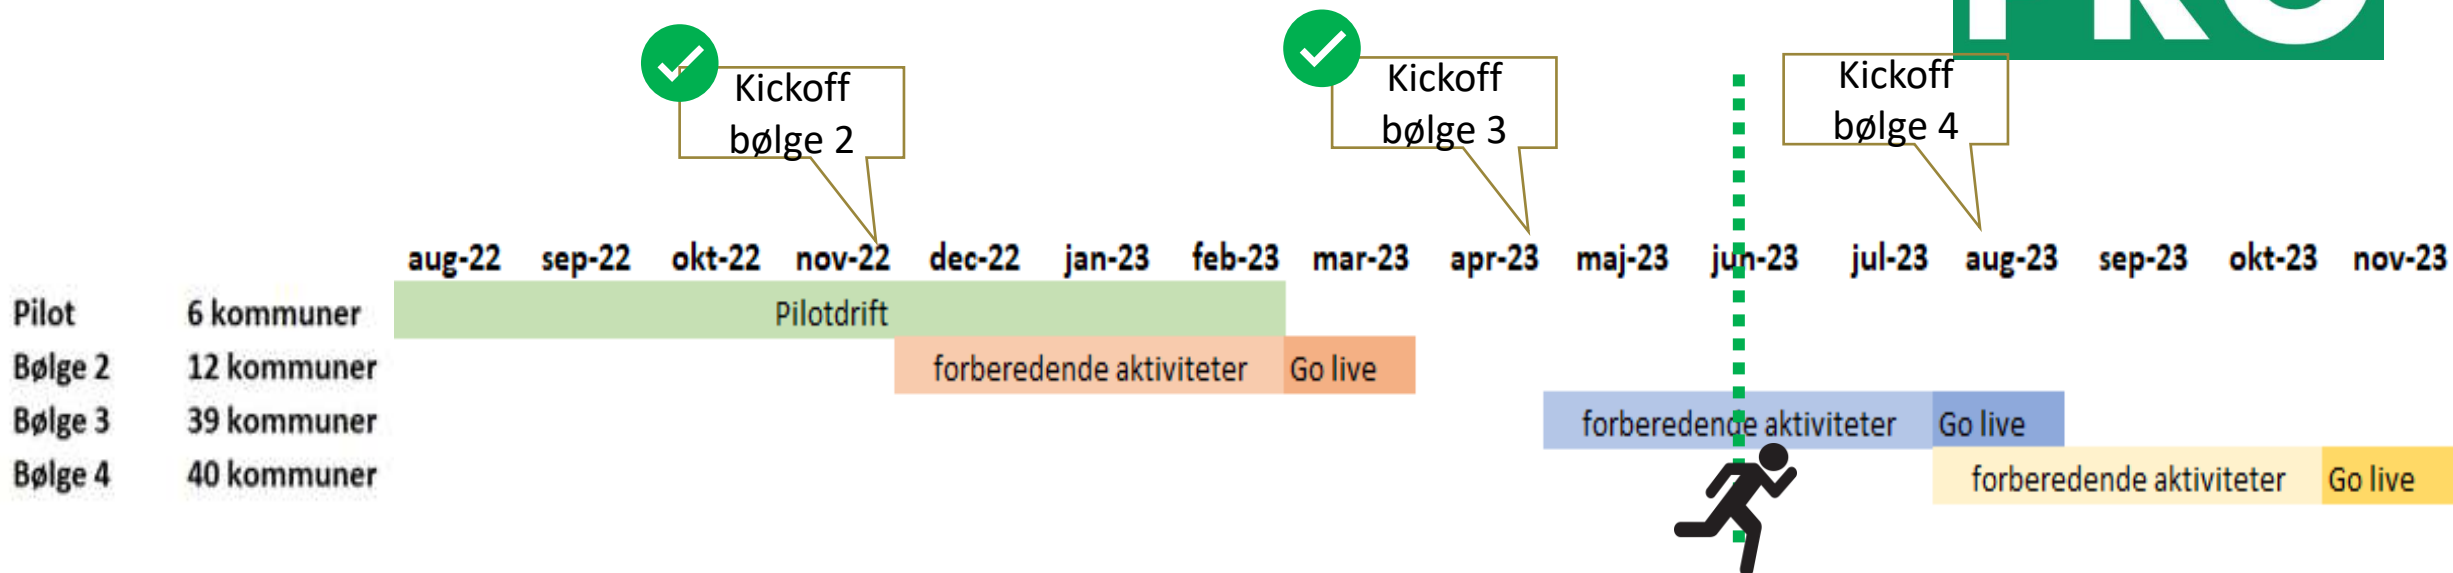 PRO
Kickoff
bølge 2
Kickoff
bølge 3
Kickoff
bølge 4
aug-22 sep-22 okt-22 nov-22 dec-22 jan-23 feb-23 mar-23 apr-23 maj-23 jun-23 jul-23 aug-23 sep-23 okt-23 nov-23
Pilot 6 kommuner Pilotdrift
Bølge 2 12 kommuner forberedende aktiviteter Go live
Bølge 3 39 kommuner forberedende aktiviteter Go live
Bølge 4 40 kommuner forberedende aktiviteter Go live